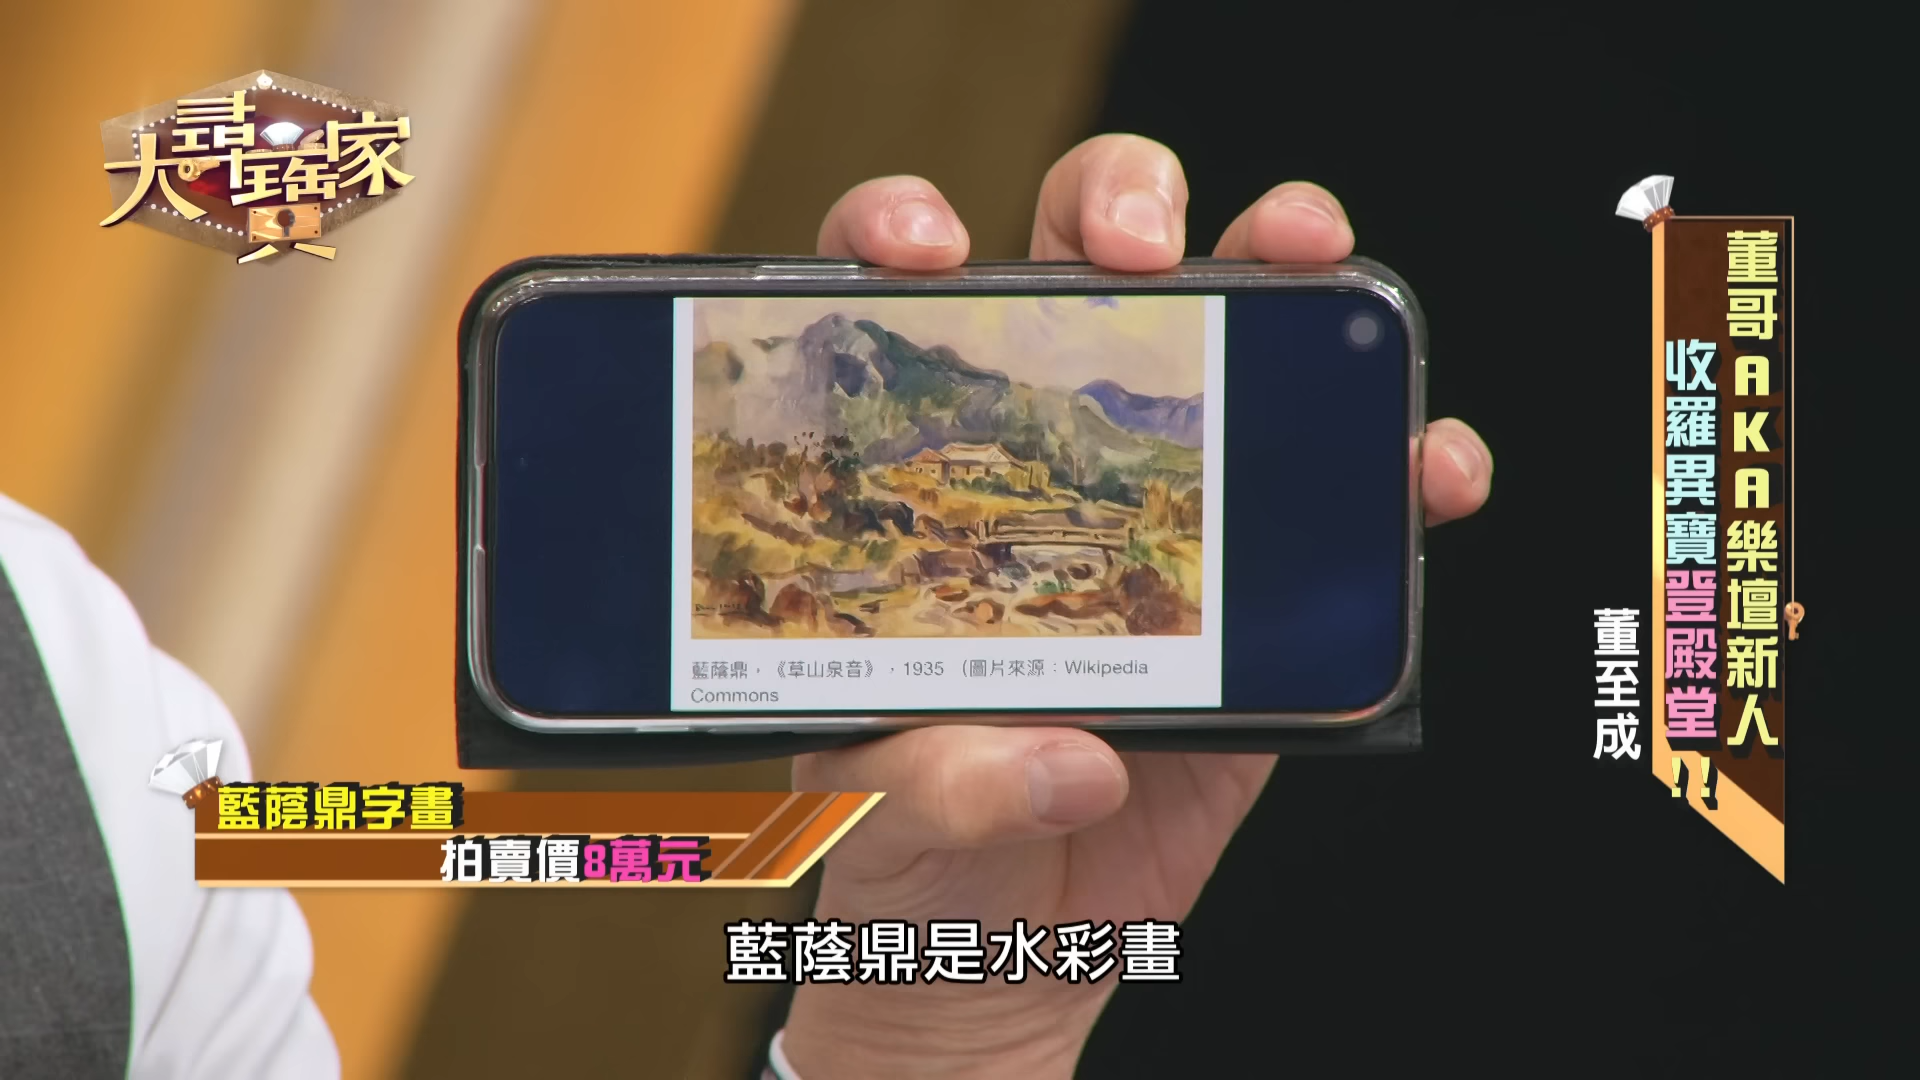 大尋寶家
董哥AKA樂壇新人
收羅異寶登殿堂!!
董至成
藍蔭鼎，《草山泉音》，1935 （圖片來源：Wikipedia
Commons
藍蔭鼎字畫
拍賣價8萬元
藍蔭鼎是水彩畫